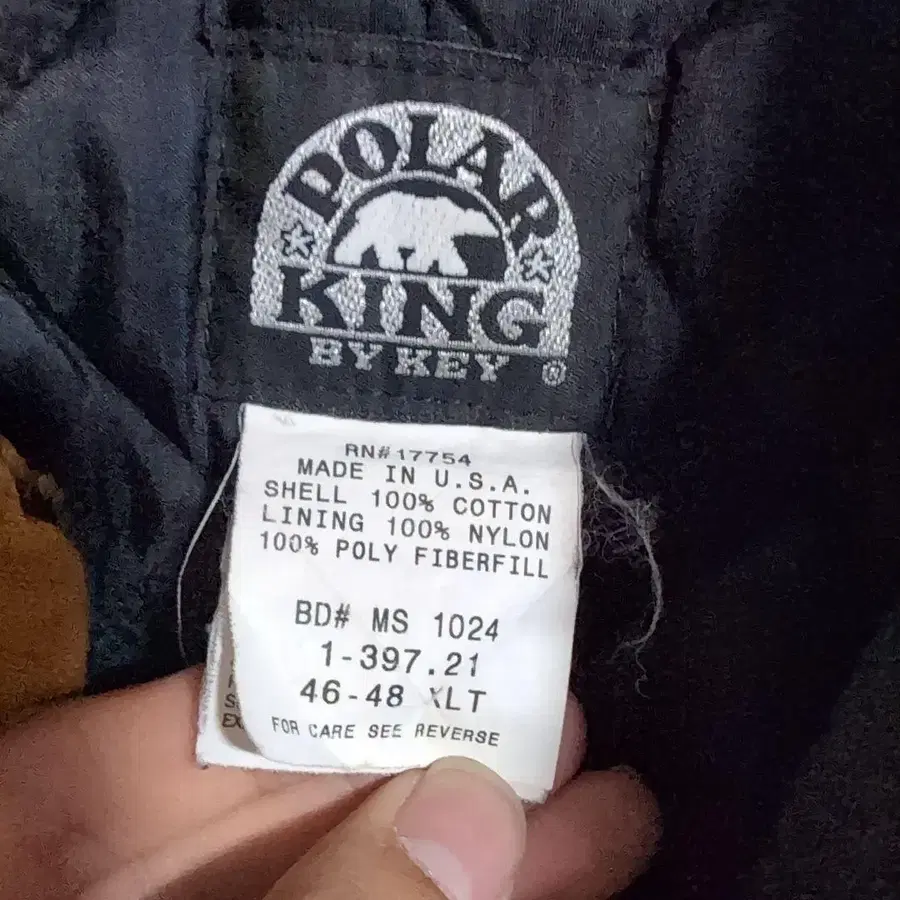 POLAR
KING
BY KEY ®
RN# 17754
MADE IN U.S.A.
SHELL 100% COTTON
LINING 100% NYLON
100% POLY FIBERFILL
BD# MS 1024
1-397.21
46-48 XLT
FOR CARE SEE REVERSE